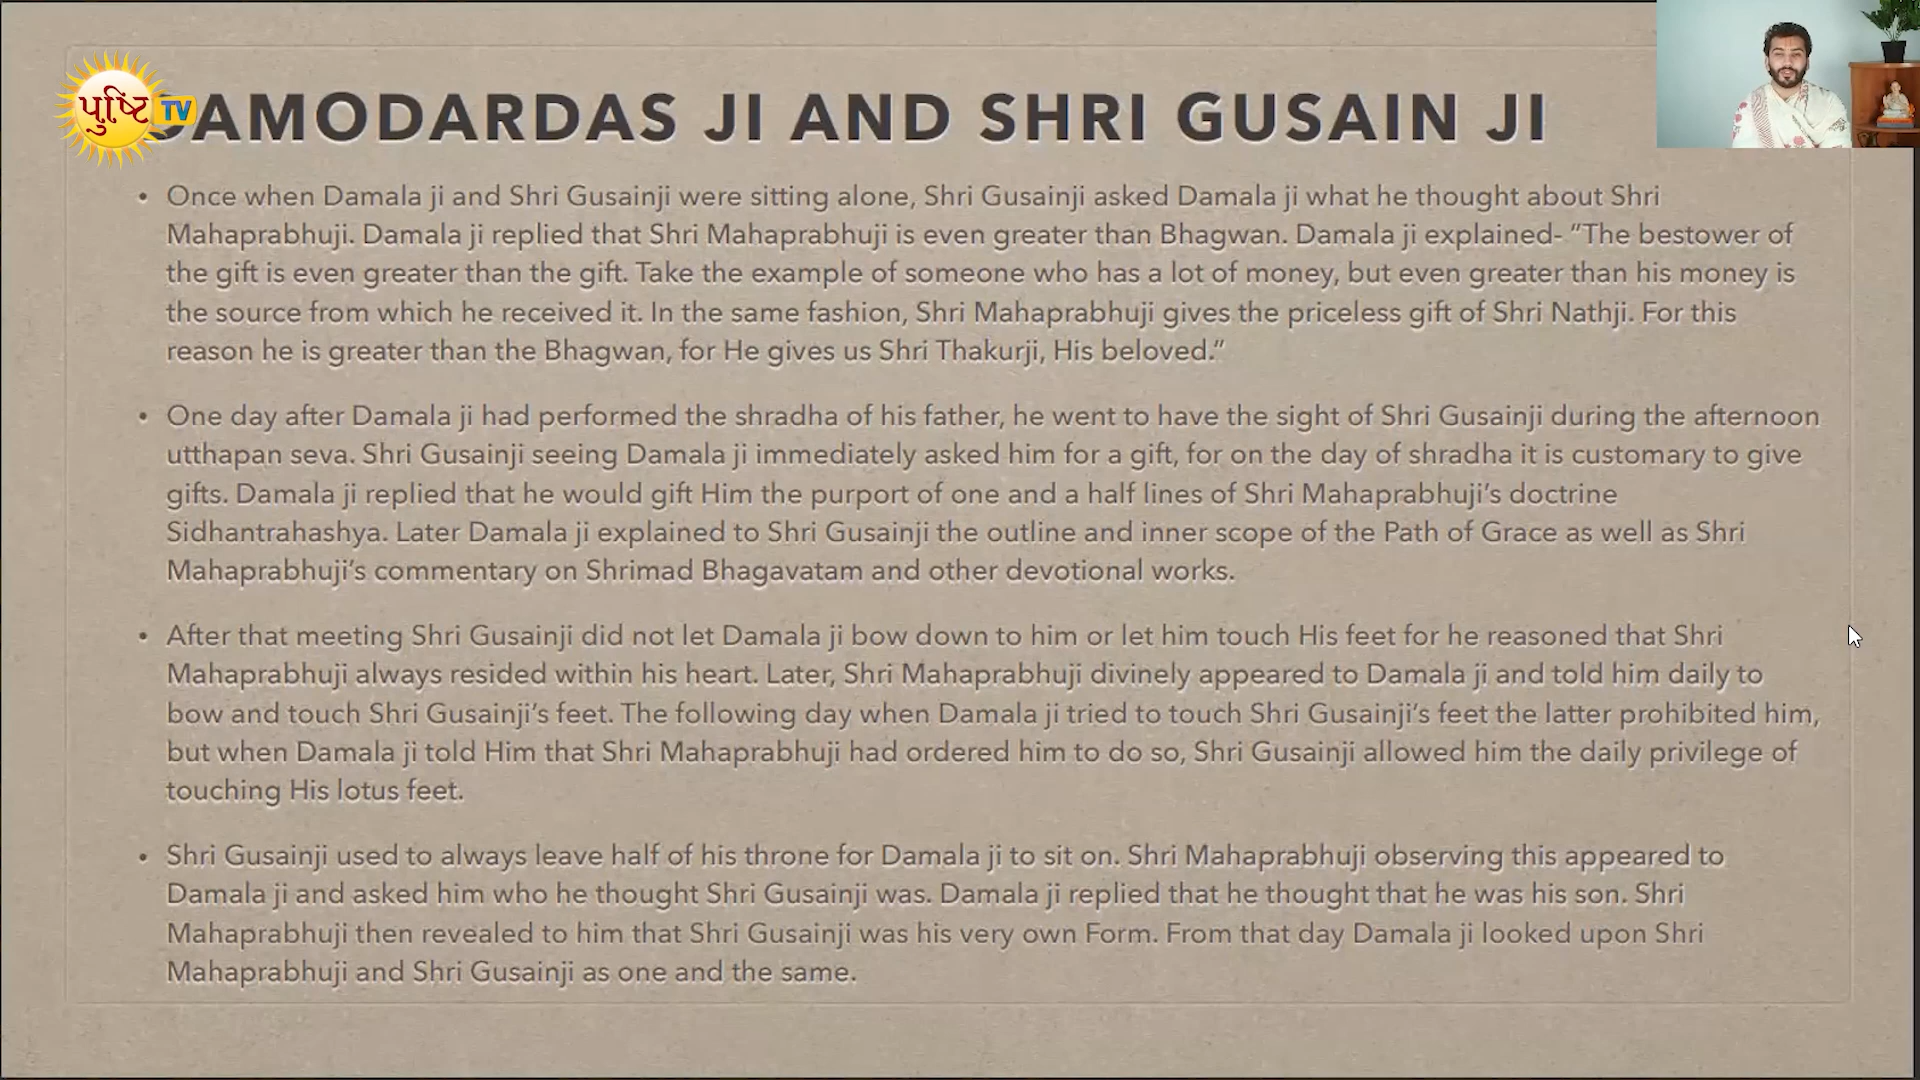 પુષ્ટિ TV
DAMODARDAS JI AND SHRI GUSAIN JI
• Once when Damala ji and Shri Gusainji were sitting alone, Shri Gusainji asked Damala ji what he thought about Shri
Mahaprabhuji. Damala ji replied that Shri Mahaprabhuji is even greater than Bhagwan. Damala ji explained- “The bestower of
the gift is even greater than the gift. Take the example of someone who has a lot of money, but even greater than his money is
the source from which he received it. In the same fashion, Shri Mahaprabhuji gives the priceless gift of Shri Nathji. For this
reason he is greater than the Bhagwan, for He gives us Shri Thakurji, His beloved.”
• One day after Damala ji had performed the shradha of his father, he went to have the sight of Shri Gusainji during the afternoon
utthapan seva. Shri Gusainji seeing Damala ji immediately asked him for a gift, for on the day of shradha it is customary to give
gifts. Damala ji replied that he would gift Him the purport of one and a half lines of Shri Mahaprabhuji’s doctrine
Sidhantrahashya. Later Damala ji explained to Shri Gusainji the outline and inner scope of the Path of Grace as well as Shri
Mahaprabhuji’s commentary on Shrimad Bhagavatam and other devotional works.
• After that meeting Shri Gusainji did not let Damala ji bow down to him or let him touch His feet for he reasoned that Shri
Mahaprabhuji always resided within his heart. Later, Shri Mahaprabhuji divinely appeared to Damala ji and told him daily to
bow and touch Shri Gusainji’s feet. The following day when Damala ji tried to touch Shri Gusainji’s feet the latter prohibited him,
but when Damala ji told Him that Shri Mahaprabhuji had ordered him to do so, Shri Gusainji allowed him the daily privilege of
touching His lotus feet.
• Shri Gusainji used to always leave half of his throne for Damala ji to sit on. Shri Mahaprabhuji observing this appeared to
Damala ji and asked him who he thought Shri Gusainji was. Damala ji replied that he thought that he was his son. Shri
Mahaprabhuji then revealed to him that Shri Gusainji was his very own Form. From that day Damala ji looked upon Shri
Mahaprabhuji and Shri Gusainji as one and the same.